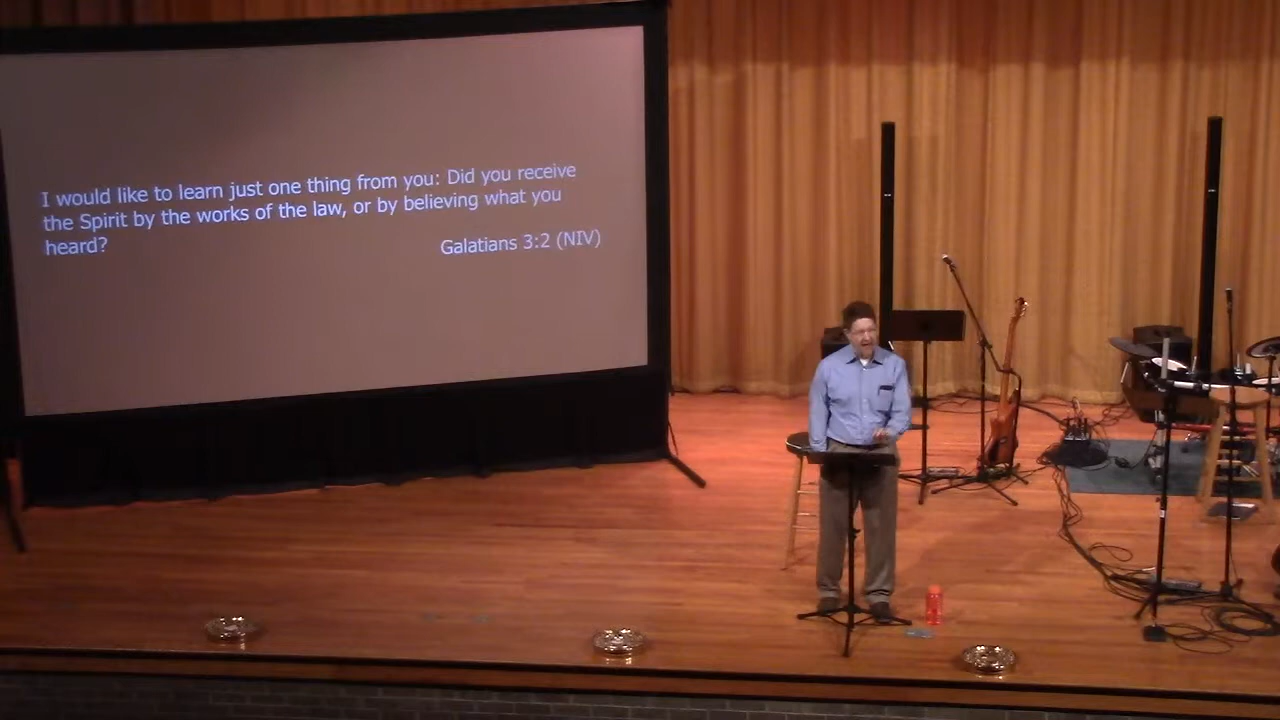 I would like to learn just one thing from you: Did you receive
the Spirit by the works of the law, or by believing what you
heard?
Galatians 3:2 (NIV)